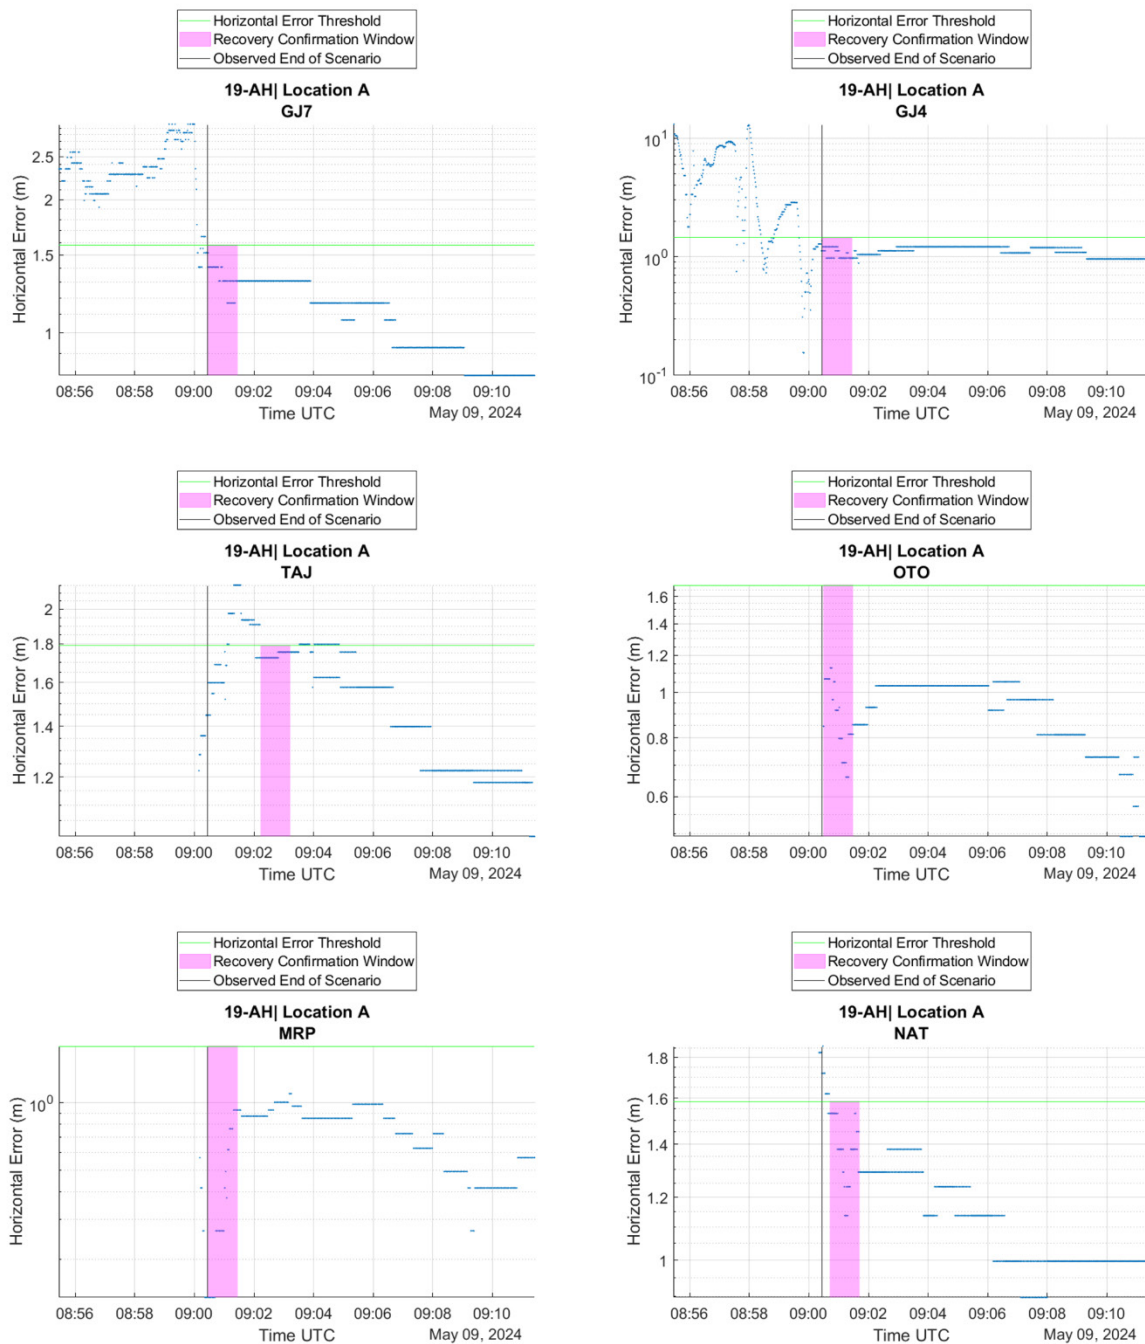 Horizontal Error Threshold
Recovery Confirmation Window
Observed End of Scenario
19-AH| Location A
GJ7
Horizontal Error (m)
2.5
2
1.5
1
08:56 08:58 09:00 09:02 09:04 09:06 09:08 09:10
Time UTC
May 09, 2024
Horizontal Error Threshold
Recovery Confirmation Window
Observed End of Scenario
19-AH| Location A
GJ4
Horizontal Error (m)
10^1
10^0
10^-1
08:56 08:58 09:00 09:02 09:04 09:06 09:08 09:10
Time UTC
May 09, 2024
Horizontal Error Threshold
Recovery Confirmation Window
Observed End of Scenario
19-AH| Location A
TAJ
Horizontal Error (m)
2
1.8
1.6
1.4
1.2
08:56 08:58 09:00 09:02 09:04 09:06 09:08 09:10
Time UTC
May 09, 2024
Horizontal Error Threshold
Recovery Confirmation Window
Observed End of Scenario
19-AH| Location A
OTO
Horizontal Error (m)
1.6
1.4
1.2
1
0.8
0.6
08:56 08:58 09:00 09:02 09:04 09:06 09:08 09:10
Time UTC
May 09, 2024
Horizontal Error Threshold
Recovery Confirmation Window
Observed End of Scenario
19-AH| Location A
MRP
Horizontal Error (m)
10^0
08:56 08:58 09:00 09:02 09:04 09:06 09:08 09:10
Time UTC
May 09, 2024
Horizontal Error Threshold
Recovery Confirmation Window
Observed End of Scenario
19-AH| Location A
NAT
Horizontal Error (m)
1.8
1.6
1.4
1.2
1
08:56 08:58 09:00 09:02 09:04 09:06 09:08 09:10
Time UTC
May 09, 2024